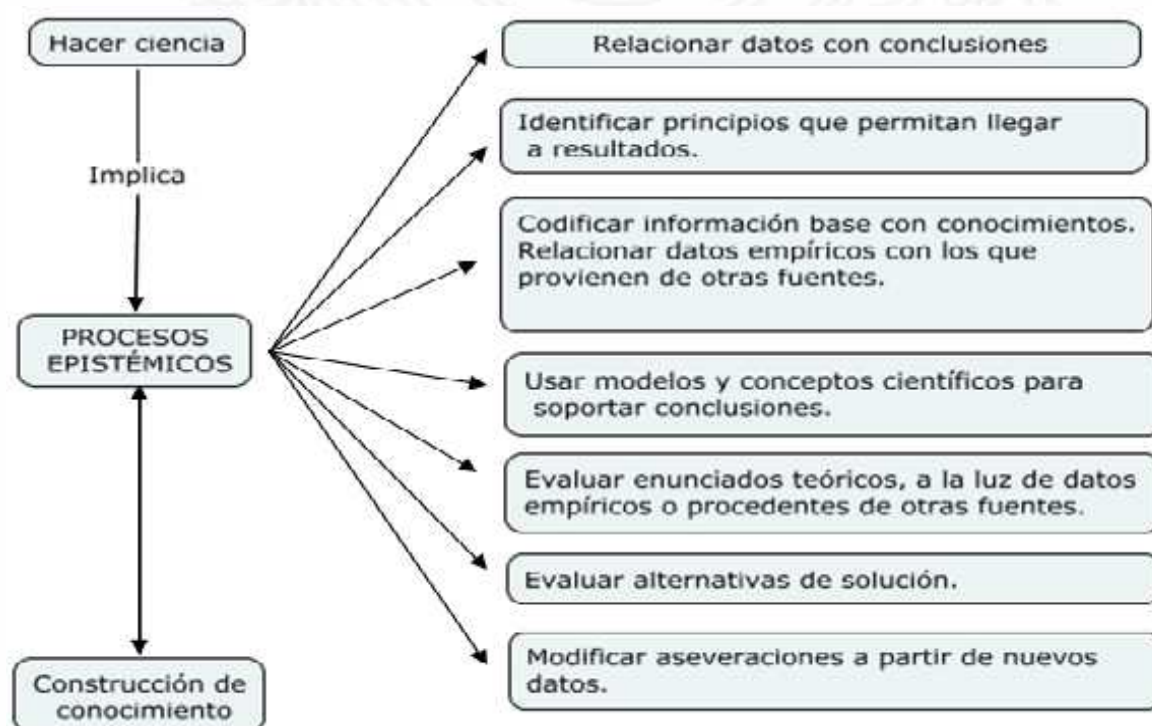 Hacer ciencia
Implica
PROCESOS
EPISTÉMICOS
Construcción de
conocimiento
Relacionar datos con conclusiones
Identificar principios que permitan llegar
a resultados.
Codificar información base con conocimientos.
Relacionar datos empíricos con los que
provienen de otras fuentes.
Usar modelos y conceptos científicos para
soportar conclusiones.
Evaluar enunciados teóricos, a la luz de datos
empíricos o procedentes de otras fuentes.
Evaluar alternativas de solución.
Modificar aseveraciones a partir de nuevos
datos.